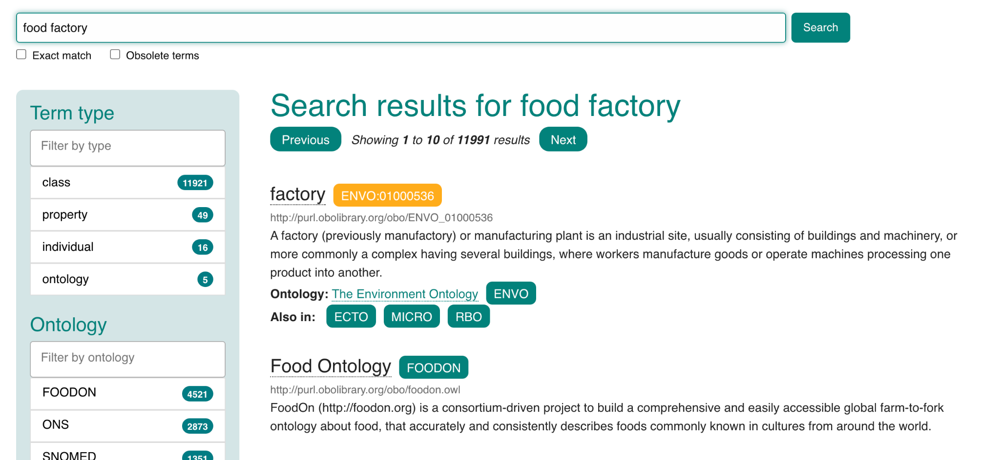 food factory
Search
Exact match
Obsolete terms
Term type
Filter by type
class 11921
property 49
individual 16
ontology 5
Ontology
Filter by ontology
FOODON 4521
ONS 2873
SNOMED 1351
Search results for food factory
Previous Showing 1 to 10 of 11991 results Next
factory ENVO:01000536
http://purl.obolibrary.org/obo/ENVO_01000536
A factory (previously manufactory) or manufacturing plant is an industrial site, usually consisting of buildings and machinery, or
more commonly a complex having several buildings, where workers manufacture goods or operate machines processing one
product into another.
Ontology: The Environment Ontology ENVO
Also in: ECTO MICRO RBO
Food Ontology FOODON
http://purl.obolibrary.org/obo/foodon.owl
FoodOn (http://foodon.org) is a consortium-driven project to build a comprehensive and easily accessible global farm-to-fork
ontology about food, that accurately and consistently describes foods commonly known in cultures from around the world.